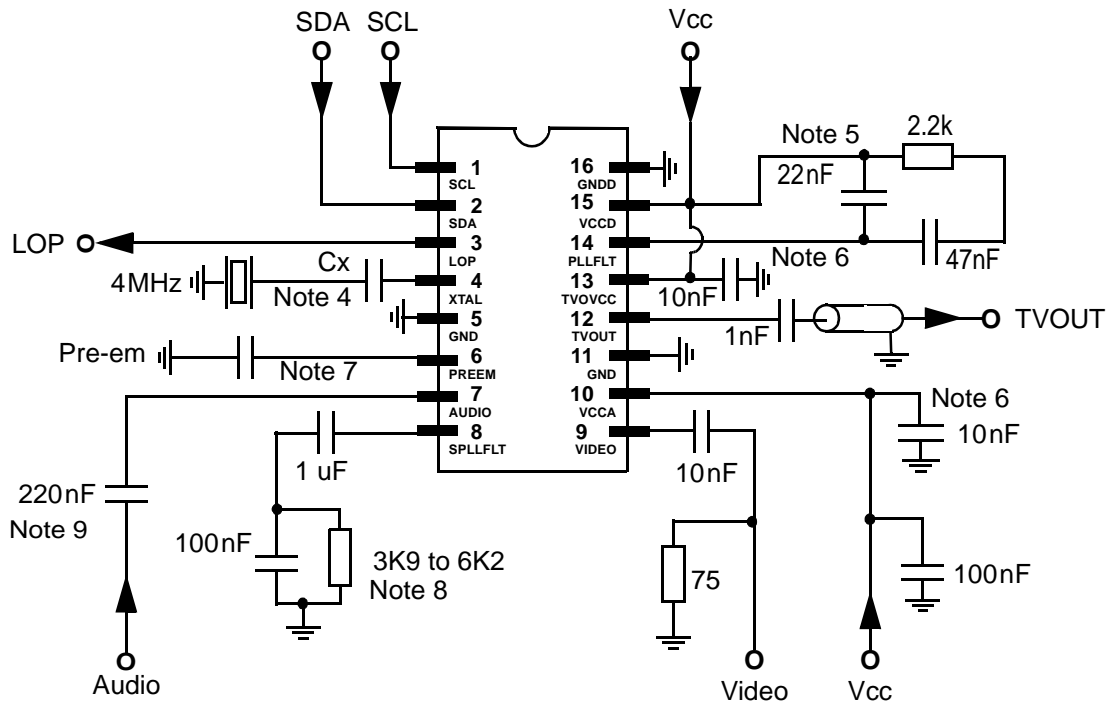 SDA SCL
Vcc
Note 5
2.2k
1
SCL
16
GNDD
22nF
2
SDA
15
VCCD
LOP
3
LOP
14
PLLFLT
Note 6
47nF
4MHz
Cx
Note 4
4
XTAL
13
TVOVCC
10nF
5
GND
12
TVOUT
1nF
TVOUT
Pre-em
Note 7
6
PREEM
11
GND
7
AUDIO
10
VCCA
Note 6
10nF
8
SPLLFLT
9
VIDEO
1 uF
10nF
220nF
Note 9
100nF
3K9 to 6K2
Note 8
75
100nF
Audio
Video
Vcc